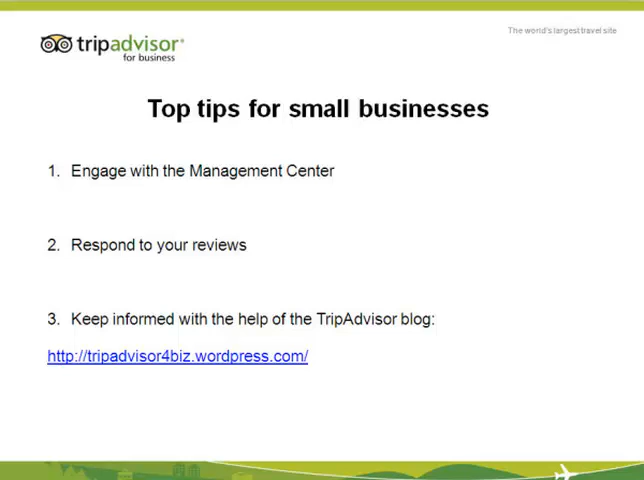 The world's largest travel site
tripadvisor®
for business
Top tips for small businesses
1. Engage with the Management Center
2. Respond to your reviews
3. Keep informed with the help of the TripAdvisor blog:
http://tripadvisor4biz.wordpress.com/